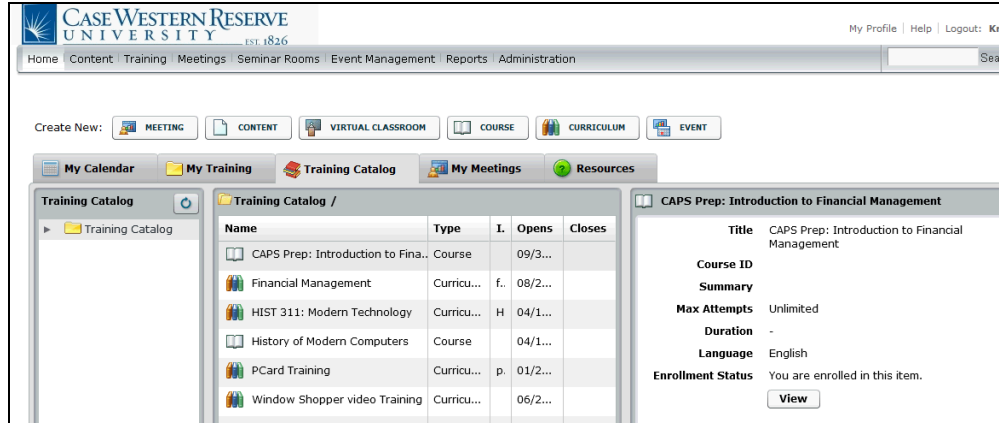 CASE WESTERN RESERVE
UNIVERSITY EST. 1826
My Profile | Help | Logout: Kr
Home Content Training Meetings Seminar Rooms Event Management Reports Administration
Sea
Create New: MEETING CONTENT VIRTUAL CLASSROOM COURSE CURRICULUM EVENT
My Calendar My Training Training Catalog My Meetings ? Resources
Training Catalog
Training Catalog
Training Catalog /
Name Type I. Opens Closes
CAPS Prep: Introduction to Fina.. Course 09/3...
Financial Management Curricu... f.. 08/2...
HIST 311: Modern Technology Curricu... H 04/1...
History of Modern Computers Course 04/1...
PCard Training Curricu... p. 01/2...
Window Shopper video Training Curricu... 06/2...
CAPS Prep: Introduction to Financial Management
Title CAPS Prep: Introduction to Financial
Management
Course ID
Summary
Max Attempts Unlimited
Duration -
Language English
Enrollment Status You are enrolled in this item.
View